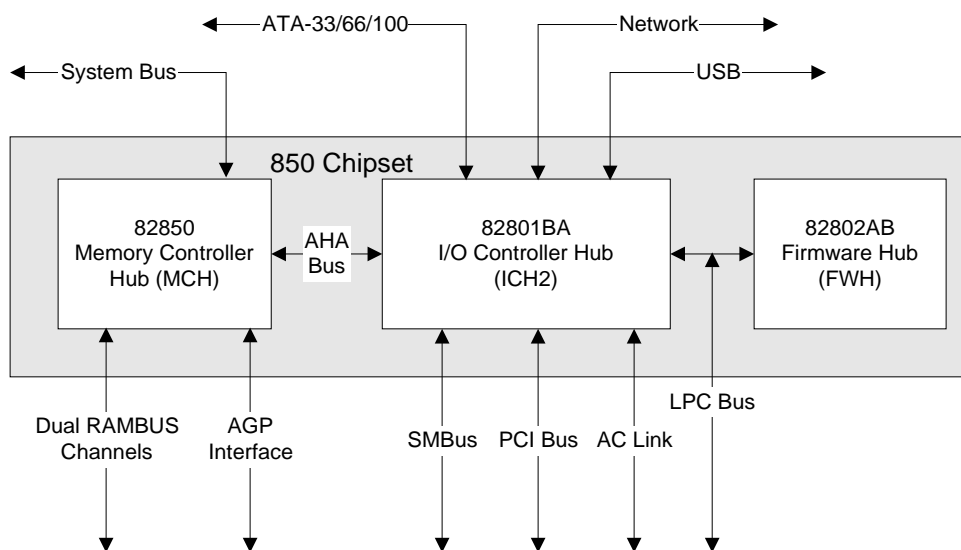 ATA-33/66/100
Network
System Bus
USB
850 Chipset
82850
Memory Controller
Hub (MCH)
AHA
Bus
82801BA
I/O Controller Hub
(ICH2)
82802AB
Firmware Hub
(FWH)
Dual RAMBUS
Channels
AGP
Interface
SMBus
PCI Bus
AC Link
LPC Bus